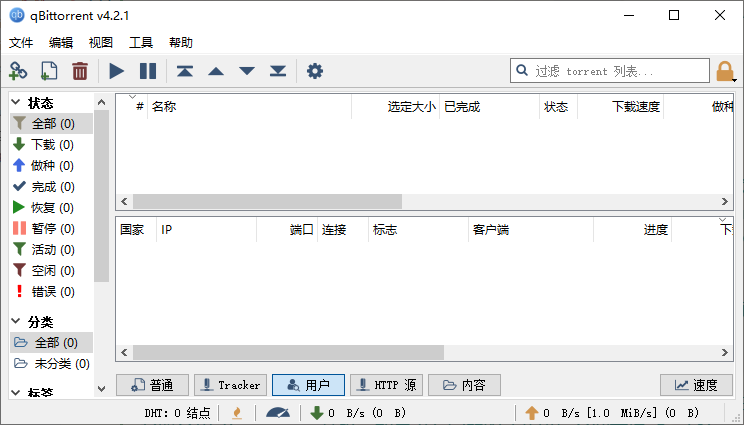 qBittorrent v4.2.1
文件 编辑 视图 工具 帮助
过滤 torrent 列表...
状态
全部 (0)
下载 (0)
做种 (0)
完成 (0)
恢复 (0)
暂停 (0)
活动 (0)
空闲 (0)
错误 (0)
分类
全部 (0)
未分类 (0)
标签
# 名称 选定大小 已完成 状态 下载速度 做种
国家 IP 端口 连接 标志 客户端 进度 下
普通 Tracker 用户 HTTP 源 内容 速度
DHT: 0 结点 0 B/s (0 B) 0 B/s [1.0 MiB/s] (0 B)